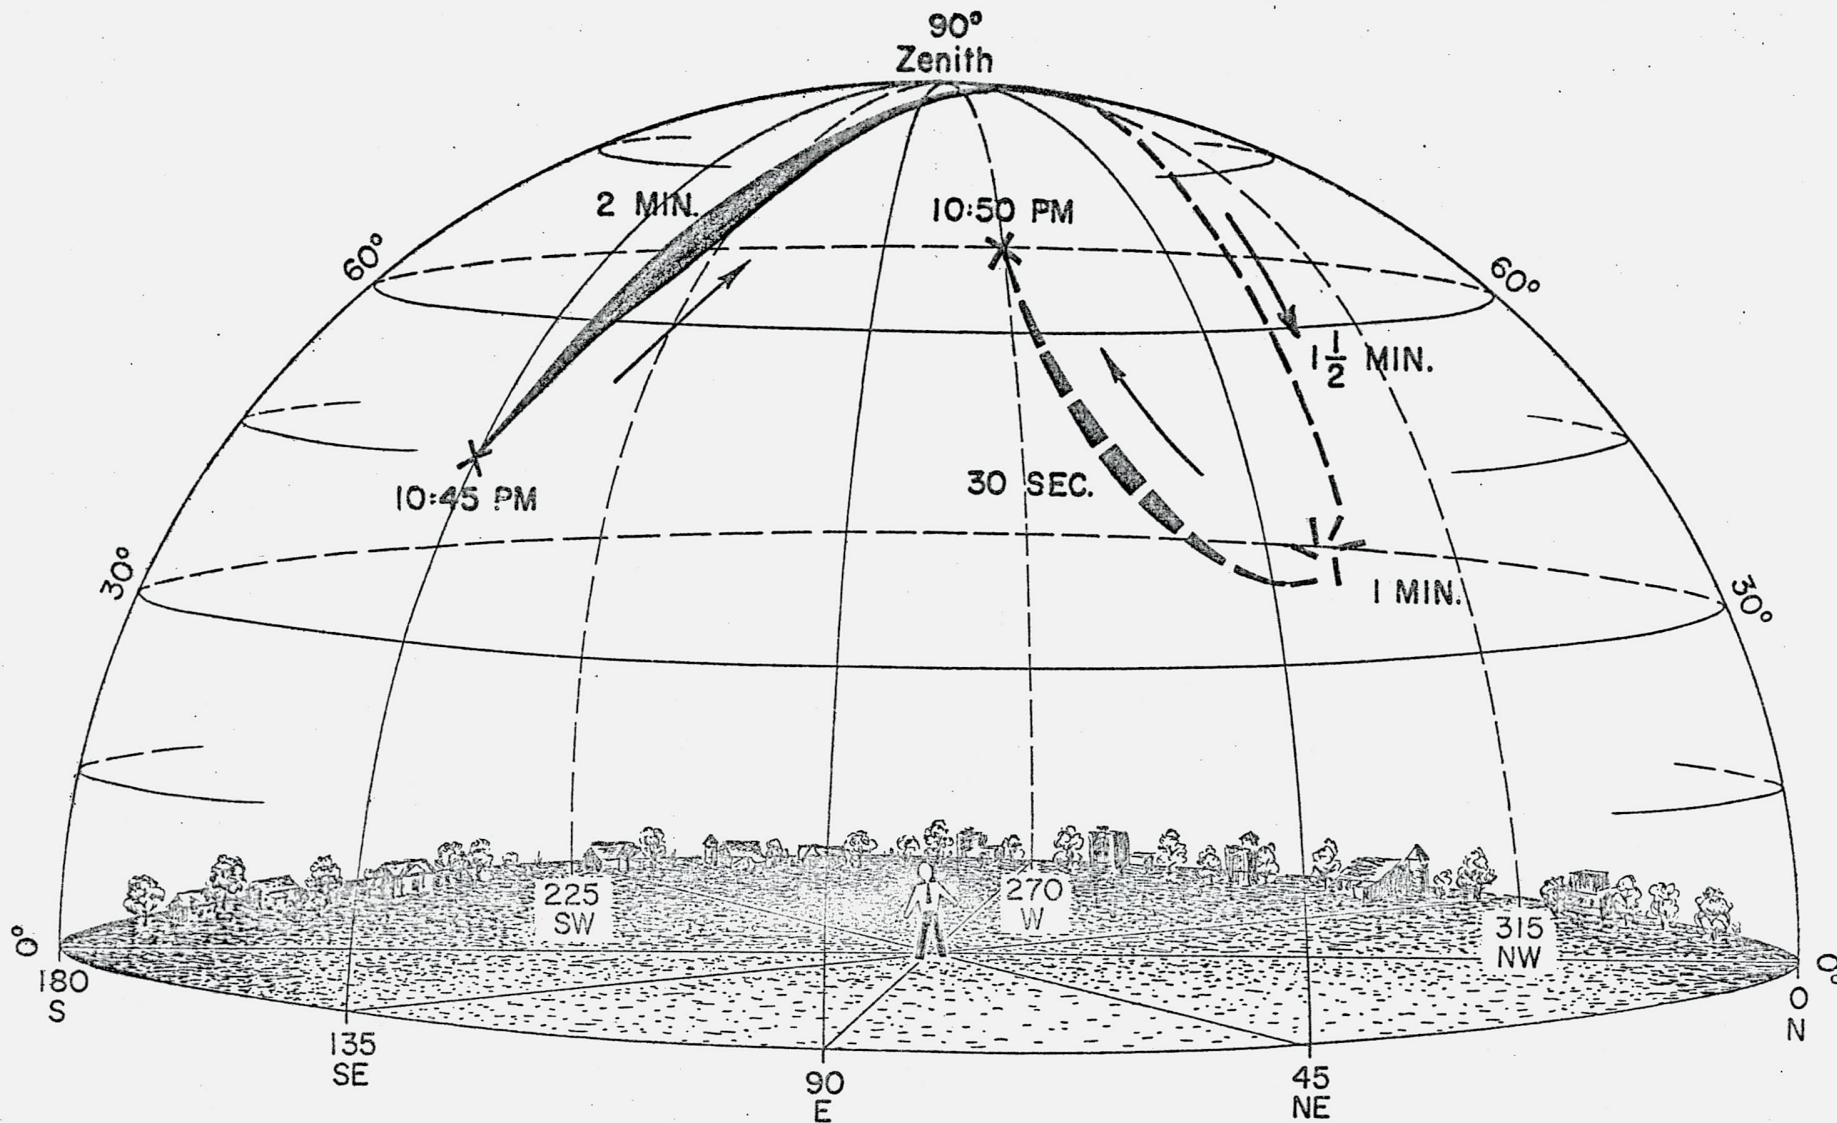 90°
Zenith
2 MIN.
10:50 PM
60°
60°
1 1/2 MIN.
30 SEC.
10:45 PM
30°
1 MIN.
30°
225
SW
270
W
315
NW
0°
0°
180
S
0
N
135
SE
90
E
45
NE